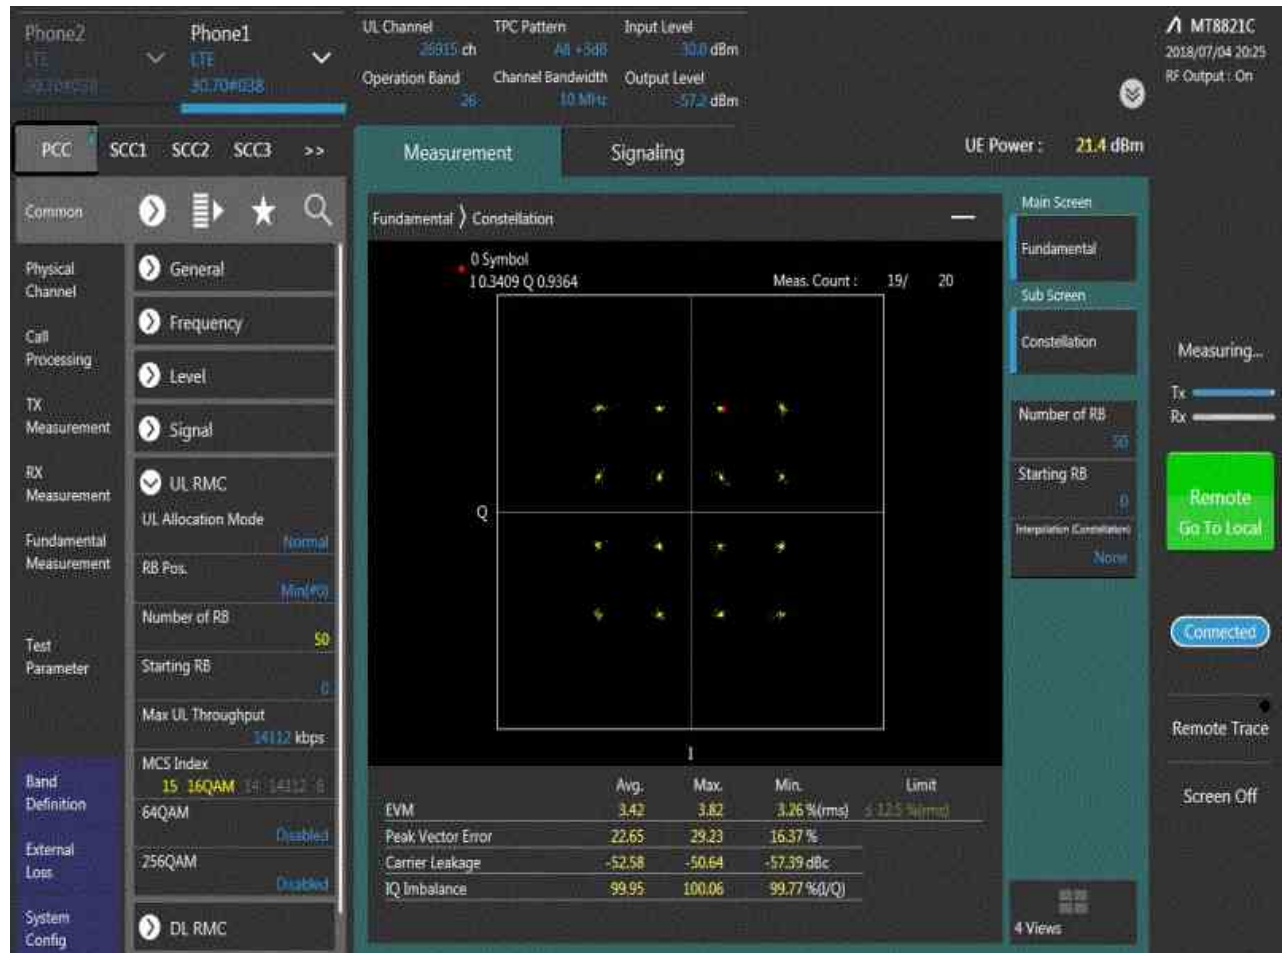 Phone2
LTE
Phone1
LTE
30.70#038
UL Channel
26915 ch
TPC Pattern
All +3dB
Input Level
30.0 dBm
Operation Band
26
Channel Bandwidth
10 MHz
Output Level
-57.2 dBm
MT8821C
2018/07/04 20:25
RF Output : On
PCC
SCC1
SCC2
SCC3
>>
Measurement
Signaling
UE Power :
21.4 dBm
Common
Physical
Channel
Call
Processing
TX
Measurement
RX
Measurement
Fundamental
Measurement
Test
Parameter
Band
Definition
External
Loss
System
Config
General
Frequency
Level
Signal
UL RMC
UL Allocation Mode
Normal
RB Pos.
Min(#0)
Number of RB
50
Starting RB
0
Max UL Throughput
14112 kbps
MCS Index
15 16QAM 14 14112 6
64QAM
Disabled
256QAM
Disabled
DL RMC
Fundamental 〉 Constellation
0 Symbol
I 0.3409 Q 0.9364
Meas. Count : 19/ 20
Q
I
Avg. Max. Min. Limit
EVM 3.42 3.82 3.26 %(rms) ≤ 12.5 %(rms)
Peak Vector Error 22.65 29.23 16.37 %
Carrier Leakage -52.58 -50.64 -57.39 dBc
IQ Imbalance 99.95 100.06 99.77 %(I/Q)
Main Screen
Fundamental
Sub Screen
Constellation
Number of RB
50
Starting RB
0
Interpolation (Constellation)
None
4 Views
Measuring...
Tx
Rx
Remote
Go To Local
Connected
Remote Trace
Screen Off